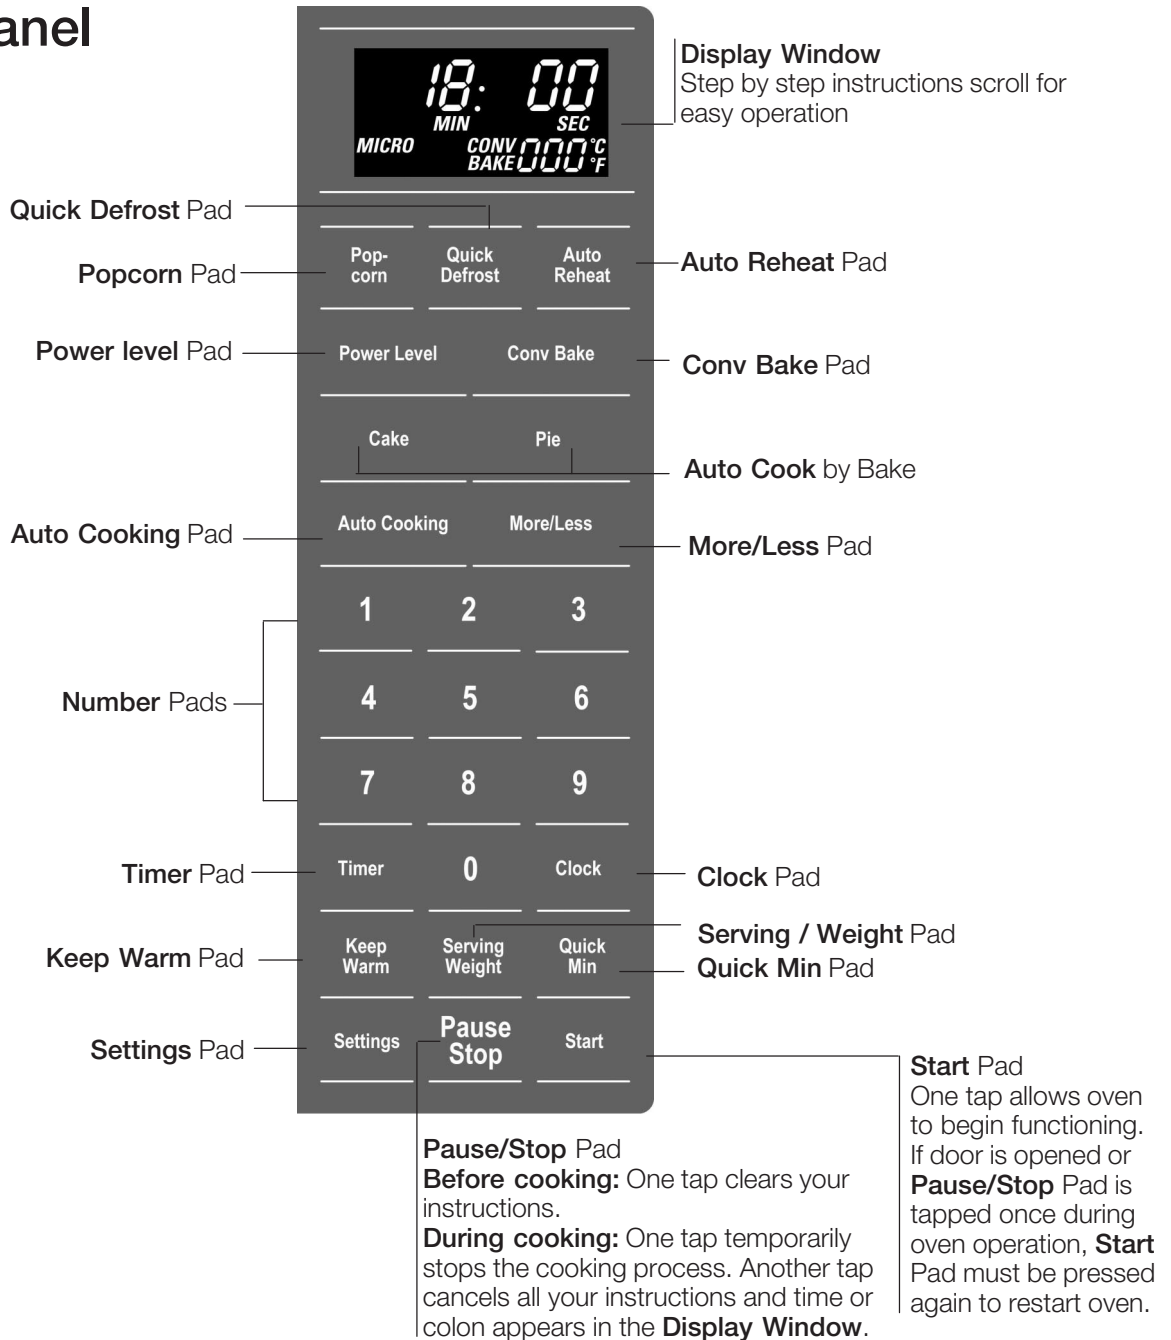 anel
18: 00
MIN SEC
MICRO CONV 000 °C
BAKE °F
Display Window
Step by step instructions scroll for
easy operation
Quick Defrost Pad
Popcorn Pad
Pop-
corn
Quick
Defrost
Auto
Reheat
Auto Reheat Pad
Power level Pad
Power Level
Conv Bake
Conv Bake Pad
Cake
Pie
Auto Cook by Bake
Auto Cooking Pad
Auto Cooking
More/Less
More/Less Pad
1 2 3
Number Pads
4 5 6
7 8 9
Timer Pad
Timer
0
Clock
Clock Pad
Serving / Weight Pad
Keep Warm Pad
Keep
Warm
Serving
Weight
Quick
Min
Quick Min Pad
Settings Pad
Settings
Pause
Stop
Start
Start Pad
One tap allows oven
to begin functioning.
If door is opened or
Pause/Stop Pad is
tapped once during
oven operation, Start
Pad must be pressed
again to restart oven.
Pause/Stop Pad
Before cooking: One tap clears your
instructions.
During cooking: One tap temporarily
stops the cooking process. Another tap
cancels all your instructions and time or
colon appears in the Display Window.